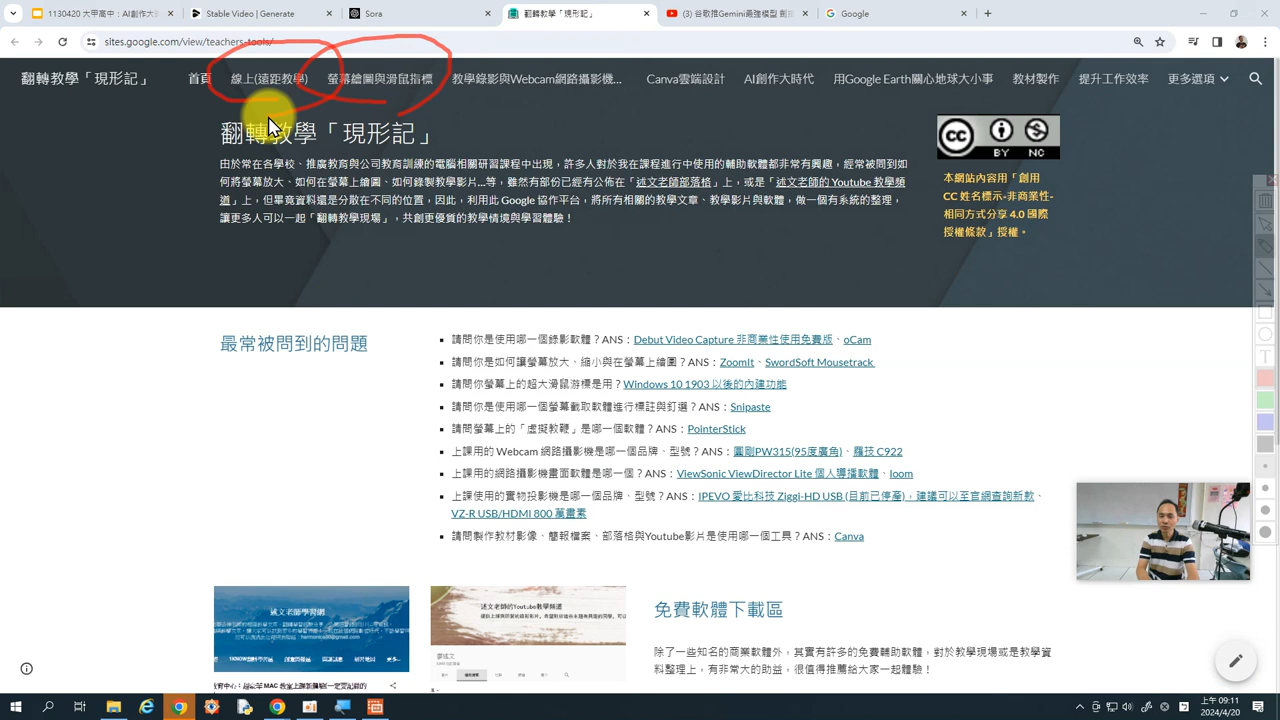 1130420 大甲高中：AI創作大
Sora
Sora
翻轉教學「現形記」
(3) 谷歌推Gemini最強模型
Google
sites.google.com/view/teachers-tools/
翻轉教學「現形記」
首頁
線上(遠距教學)
螢幕繪圖與滑鼠指標
教學錄影與Webcam網路攝影機...
Canva雲端設計
AI創作大時代
用Google Earth關心地球大小事
教材製作
提升工作效率
更多選項
翻轉教學「現形記」
由於常在各學校、推廣教育與公司教育訓練的電腦相關研習課程中出現，許多人對於我在課程進行中使用的輔助軟體都非常有興趣，經常被問到如
何將螢幕放大、如何在螢幕上繪圖、如何錄製教學影片…等，雖然有部份已經有公佈在「述文老師部落格」上，或是「述文老師的 Youtube 教學頻
道」上，但畢竟資料還是分散在不同的位置，因此，利用此 Google 協作平台，將所有相關的教學文章、教學影片與軟體，做一個有系統的整理，
讓更多人可以一起「翻轉教學現場」，共創更優質的教學情境與學習體驗！
CC BY NC
本網站內容用「創用
CC 姓名標示-非商業性-
相同方式分享 4.0 國際
授權條款」授權。
最常被問到的問題
請問你是使用哪一個錄影軟體？ANS：Debut Video Capture 非商業性使用免費版、oCam
請問你是如何讓螢幕放大、縮小與在螢幕上繪圖？ANS：ZoomIt、SwordSoft Mousetrack
請問你螢幕上的超大滑鼠游標是用？Windows 10 1903 以後的內建功能
請問你是使用哪一個螢幕截取軟體進行標註與釘選？ANS：Snipaste
請問螢幕上的「虛擬教鞭」是哪一個軟體？ANS：PointerStick
上課用的 Webcam 網路攝影機是哪一個品牌、型號？ANS：圓剛PW315(95度廣角)、羅技 C922
上課用的網路攝影機畫面軟體是哪一個？ANS：ViewSonic ViewDirector Lite 個人導播軟體、loom
上課使用的實物投影機是哪一個品牌、型號？ANS：IPEVO 愛比科技 Ziggi-HD USB (目前已停產)，建議可以至官網查詢新款、
VZ-R USB/HDMI 800 萬畫素
請問製作教材影像、簡報檔案、部落格與Youtube影片是使用哪一個工具？ANS：Canva
述文老師學習網
述文老師的Youtube教學頻道
免費軟體下載區
除了一些知名的商業軟體外，其實有許多的免費輔助軟體，對於教學現場或是教學資
料整理上，有非常大的助益，很值得推薦給大家一起體驗！
上午 09:11
2024/4/20